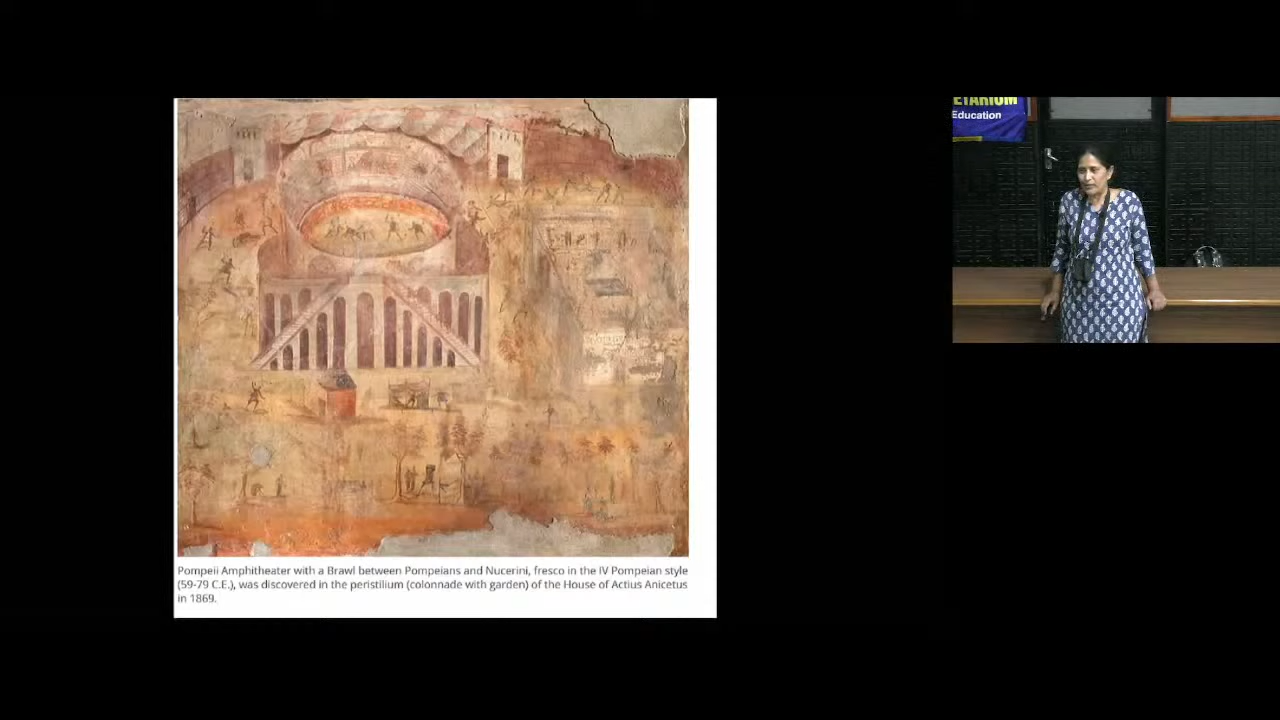 Pompeii Amphitheater with a Brawl between Pompeians and Nucerini, fresco in the IV Pompeian style
(59-79 C.E.), was discovered in the peristilium (colonnade with garden) of the House of Actius Anicetus
in 1869.
ETARIUM
Education